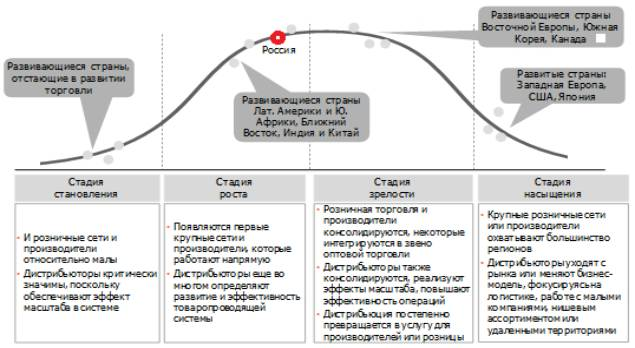 Развивающиеся страны,
отстающие в развитии
торговли
Россия
Развивающиеся страны
Лат. Америки и Ю.
Африки, Ближний
Восток, Индия и Китай
Развивающиеся страны
Восточной Европы, Южная
Корея, Канада
Развитые страны:
Западная Европа,
США, Япония
Стадия
становления
Стадия
роста
Стадия
зрелости
Стадия
насыщения
• И розничные сети и
производители
относительно малы
• Дистрибьюторы критически
значимы, поскольку
обеспечивают эффект
масштаба в системе
• Появляются первые
крупные сети и
производители, которые
работают напрямую
• Дистрибьюторы еще во
многом определяют
развитие и эффективность
товаропроводящей
системы
• Розничная торговля и
производители
консолидируются, некоторые
интегрируются в звено
оптовой торговли
• Дистрибьюторы также
консолидируются, реализуют
эффекты масштаба, повышают
эффективность операций
• Дистрибьюция постепенно
превращается в услугу для
производителей или розницы
• Крупные розничные сети
или производители
охватывают большинство
регионов
• Дистрибьюторы уходят с
рынка или меняют бизнес-
модель, фокусируясь на
логистике, работе с малыми
компаниями, нишевым
ассортиментом или
удаленными территориями